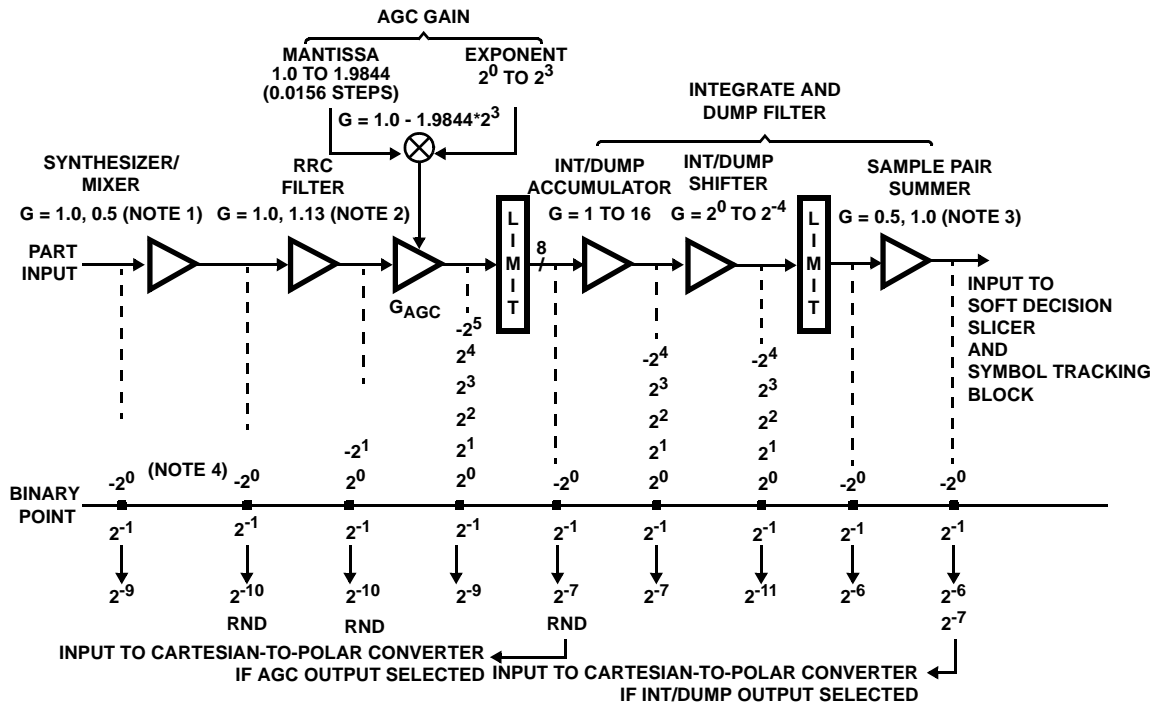 AGC GAIN
MANTISSA
1.0 TO 1.9844
(0.0156 STEPS)
EXPONENT
2^0 TO 2^3
G = 1.0 - 1.9844*2^3
INTEGRATE AND
DUMP FILTER
SYNTHESIZER/
MIXER
G = 1.0, 0.5 (NOTE 1)
RRC
FILTER
G = 1.0, 1.13 (NOTE 2)
INT/DUMP
ACCUMULATOR
G = 1 TO 16
INT/DUMP
SHIFTER
G = 2^0 TO 2^-4
SAMPLE PAIR
SUMMER
G = 0.5, 1.0 (NOTE 3)
PART
INPUT
G_AGC
LIMIT
8
LIMIT
INPUT TO
SOFT DECISION
SLICER
AND
SYMBOL TRACKING
BLOCK
-2^5
2^4 -2^4 -2^4
2^3 2^3 2^3
2^2 2^2 2^2
-2^1 2^1 2^1 2^1
(NOTE 4)
-2^0 -2^0 2^0 2^0 -2^0 2^0 2^0 -2^0 -2^0
BINARY
POINT
2^-1 2^-1 2^-1 2^-1 2^-1 2^-1 2^-1 2^-1 2^-1
2^-9 2^-10 2^-10 2^-9 2^-7 2^-7 2^-11 2^-6 2^-6
RND RND RND 2^-7
INPUT TO CARTESIAN-TO-POLAR CONVERTER
IF AGC OUTPUT SELECTED
INPUT TO CARTESIAN-TO-POLAR CONVERTER
IF INT/DUMP OUTPUT SELECTED